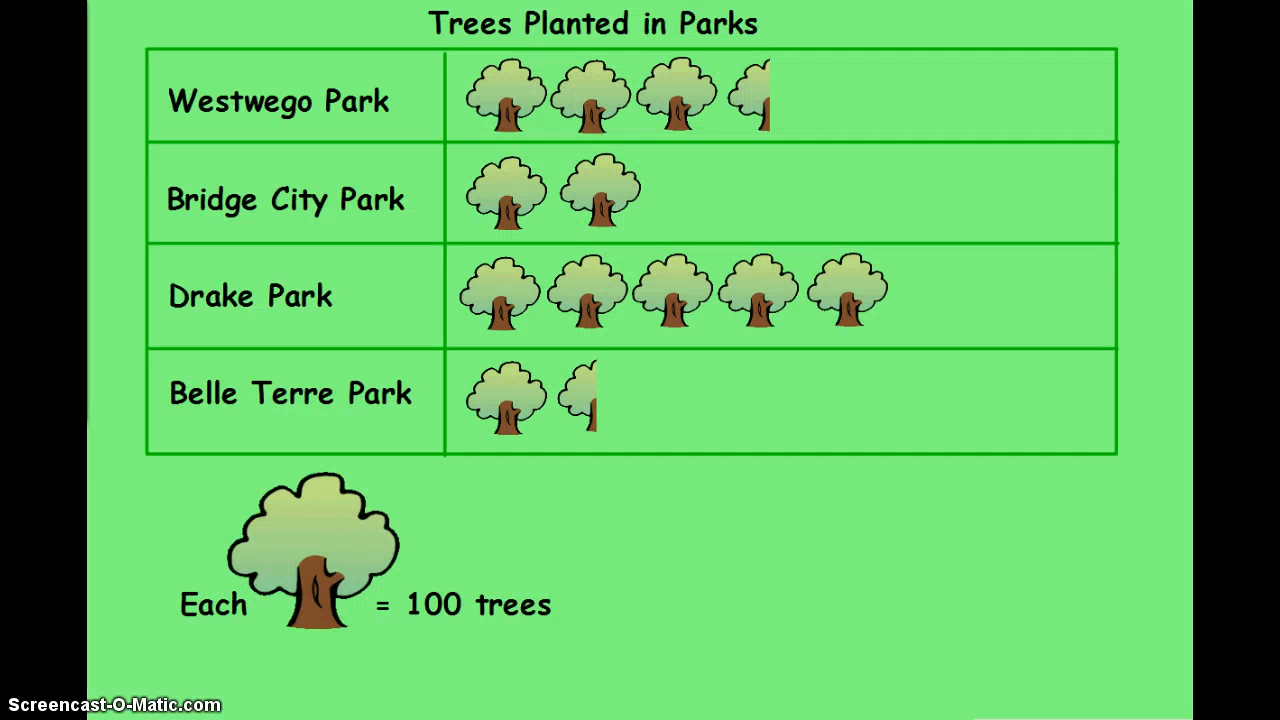 Trees Planted in Parks
Westwego Park
Bridge City Park
Drake Park
Belle Terre Park
Each = 100 trees
Screencast-O-Matic.com